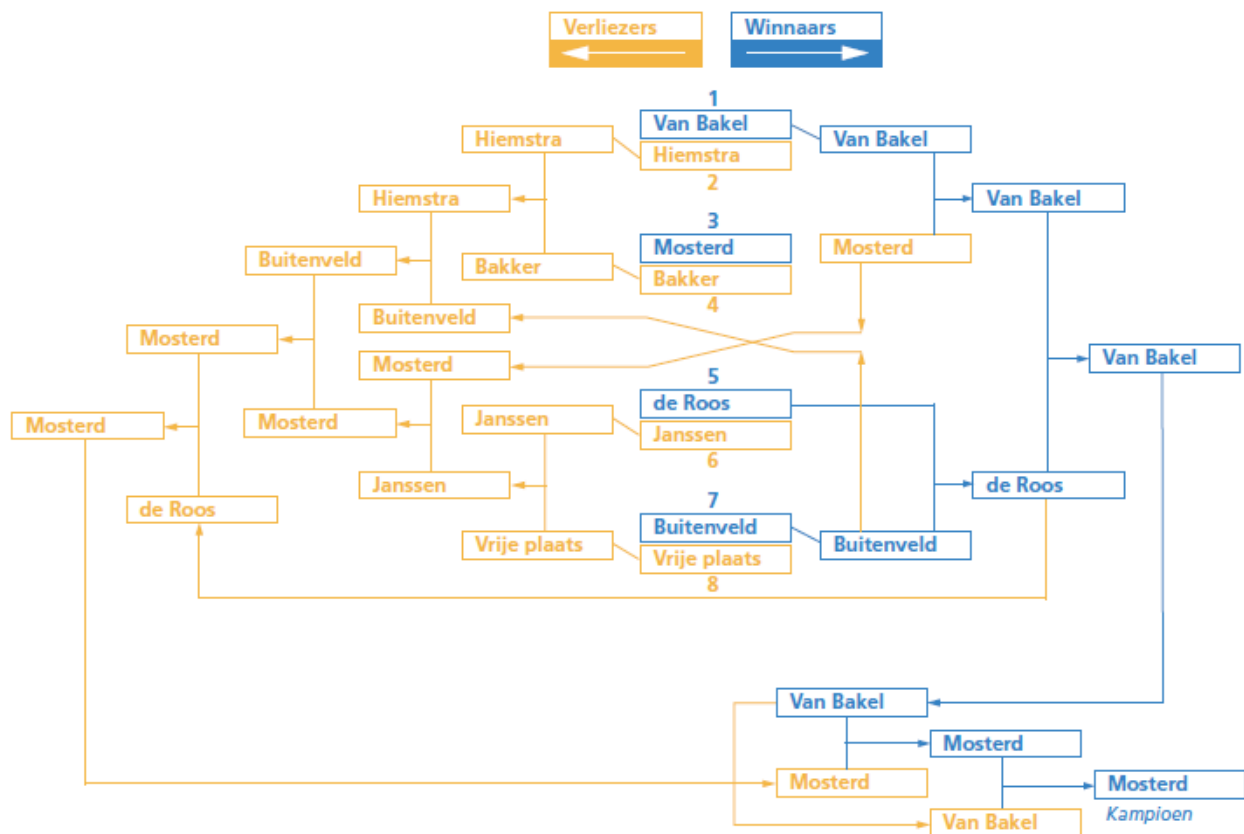 Verliezers
Winnaars
1
Van Bakel
Hiemstra
2
Hiemstra
Van Bakel
Hiemstra
Van Bakel
3
Mosterd
Bakker
4
Mosterd
Buitenveld
Bakker
Buitenveld
Mosterd
Mosterd
Van Bakel
5
de Roos
Janssen
6
Janssen
Mosterd
Mosterd
Janssen
de Roos
de Roos
7
Buitenveld
Vrije plaats
8
Vrije plaats
Buitenveld
Van Bakel
Mosterd
Mosterd
Mosterd
Kampioen
Van Bakel